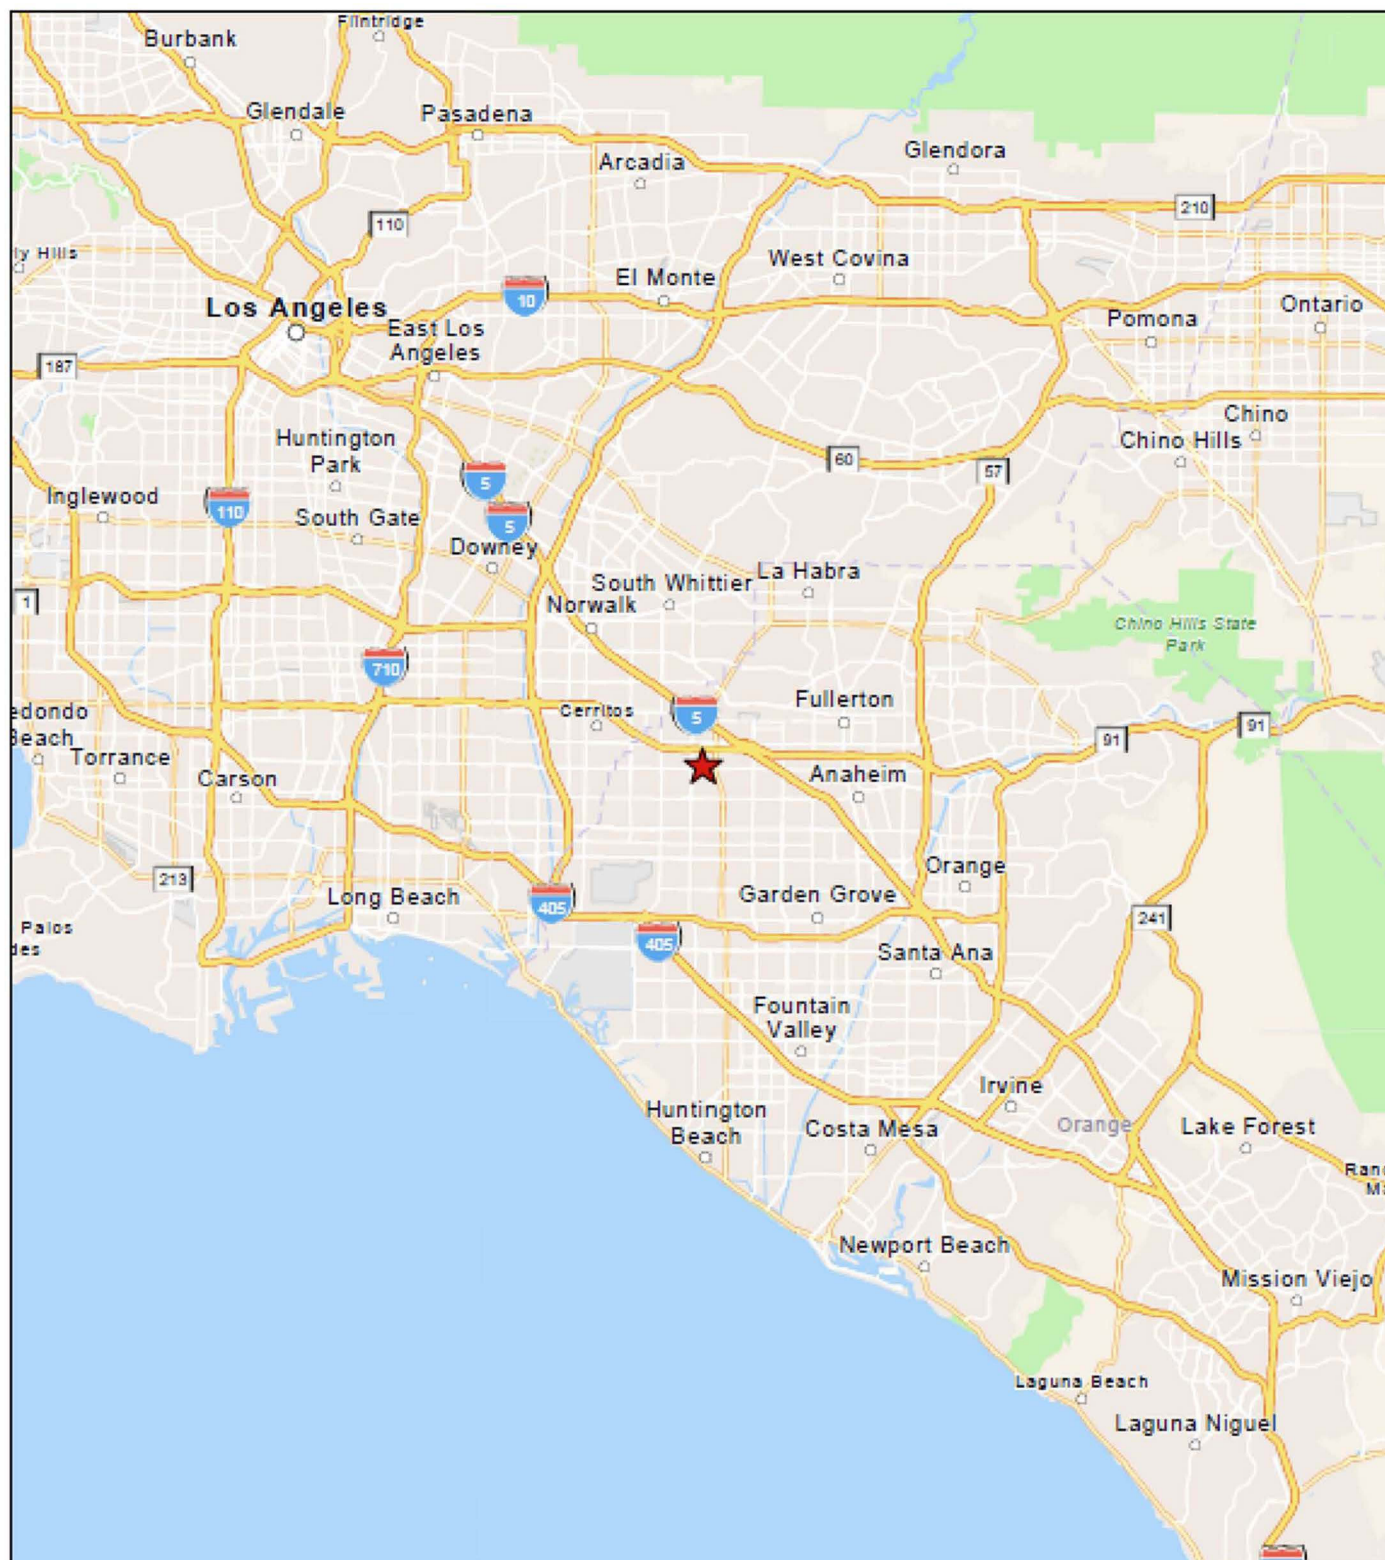 Flintridge
Burbank
Glendale
Pasadena
Arcadia
Glendora
210
110
ly Hills
West Covina
El Monte
10
Los Angeles
Ontario
Pomona
East Los
Angeles
187
Chino
Huntington
Park
Chino Hills
60
57
5
Inglewood
110
South Gate
5
Downey
La Habra
South Whittier
Norwalk
1
Chino Hills State
Park
710
Fullerton
edondo
Beach
Cerritos
5
91
91
Torrance
Carson
Anaheim
Orange
213
Long Beach
405
Garden Grove
241
Palos
des
405
Santa Ana
Fountain
Valley
Irvine
Huntington
Beach
Costa Mesa
Orange
Lake Forest
Ranc
Ma
Newport Beach
Mission Viejo
Laguna Beach
Laguna Niguel